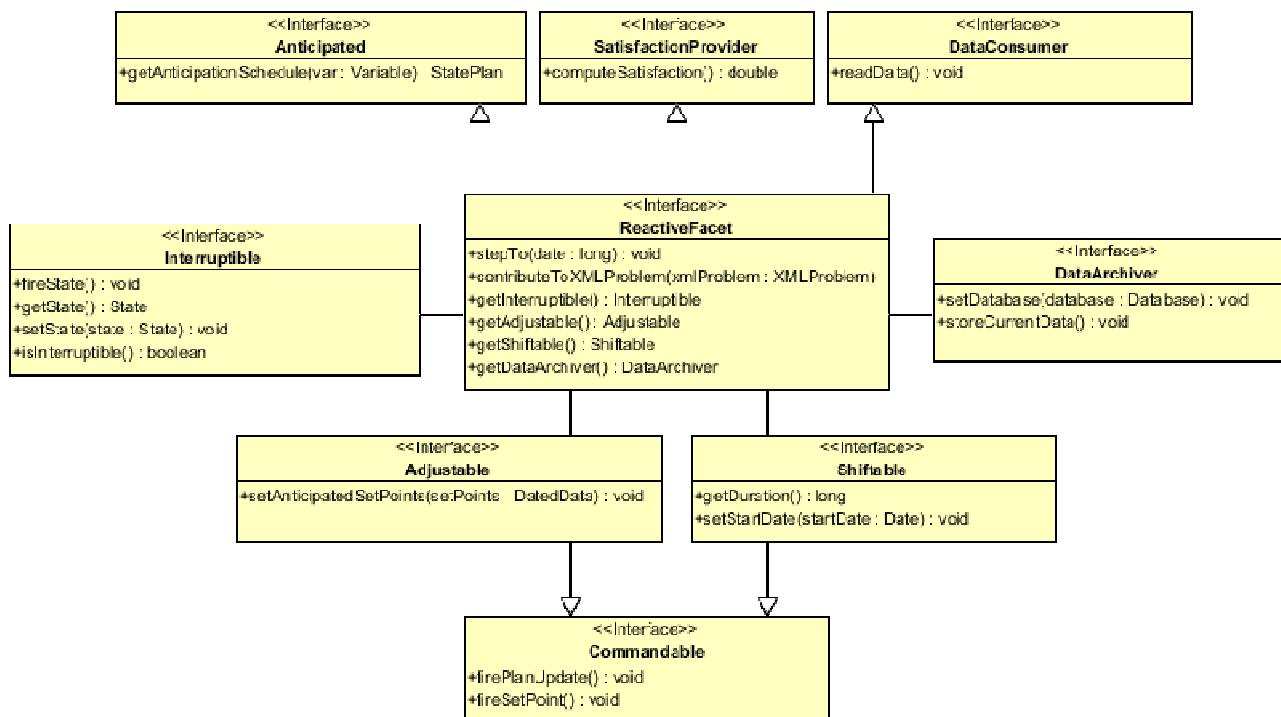 <<Interface>>
Anticipated
+getAnticipationSchedule(var : Variable) StatePlan
<<Interface>>
SatisfactionProvider
+computeSatisfaction() : double
<<Interface>>
DataConsumer
+readData() : void
<<Interface>>
Interruptible
+fireState() : void
+getState() : State
+setState(state : State) : void
+isInterruptible() : boolean
<<Interface>>
ReactiveFacet
+stepTo(date : long) : void
+contributeToXMLProblem(xmlProblem : XMLProblem)
+getInterruptible() : Interruptible
+getAdjustable() : Adjustable
+getShiftable() : Shiftable
+getDataArchiver() : DataArchiver
<<Interface>>
DataArchiver
+setDatabase(database : Database) : void
+storeCurrentData() : void
<<Interface>>
Adjustable
+setAnticipatedSetPoints(setPoints DatedData) : void
<<Interface>>
Shiftable
+getDuration() : long
+setStartDate(startDate : Date) : void
<<Interface>>
Commandable
+firePlanUpdate() : void
+fireSetPoint() : void